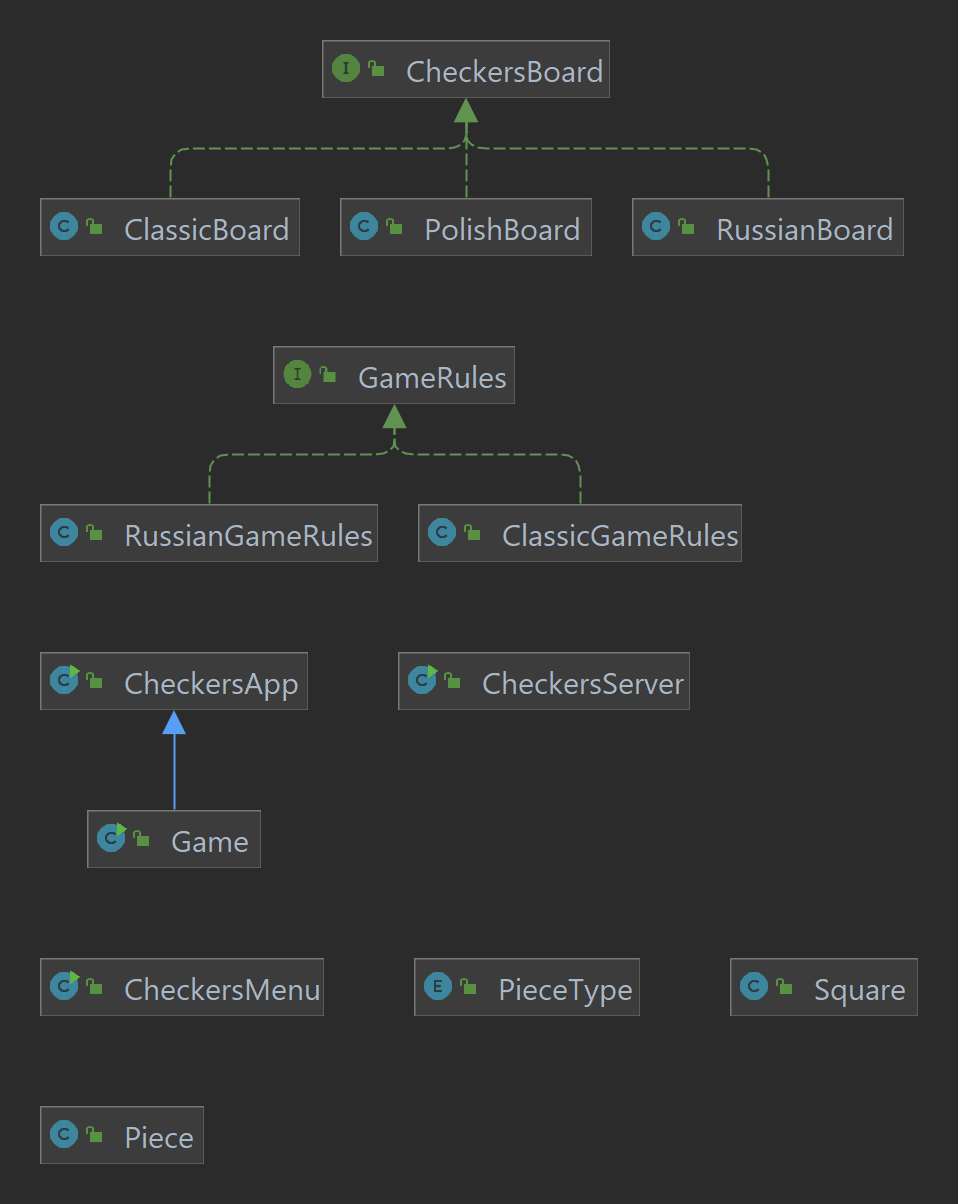 I CheckersBoard
C ClassicBoard C PolishBoard C RussianBoard
I GameRules
C RussianGameRules C ClassicGameRules
C CheckersApp C CheckersServer
C Game
C CheckersMenu E PieceType C Square
C Piece